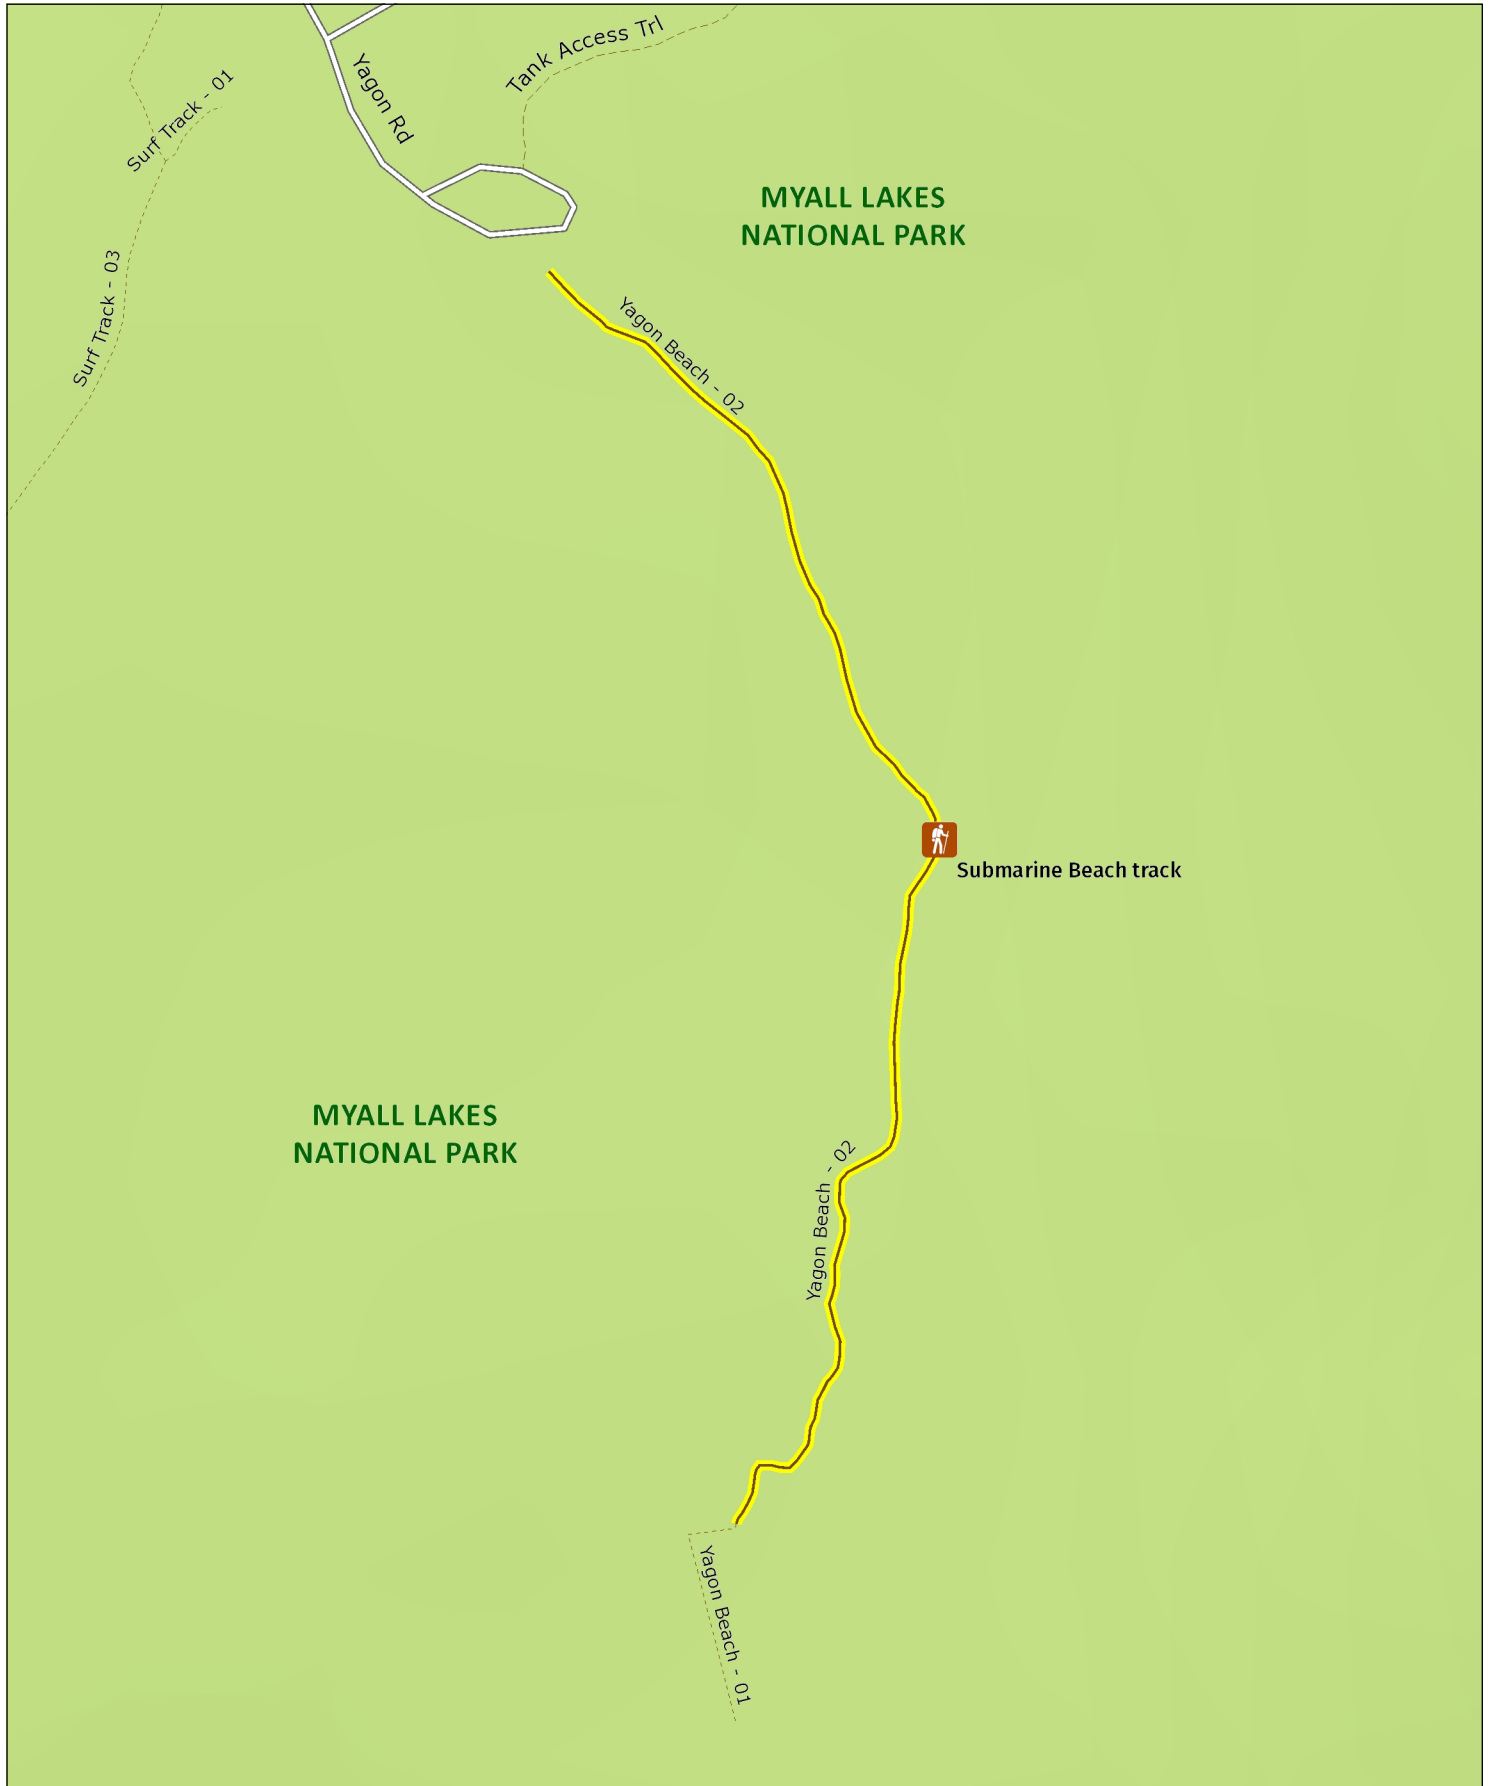 Tank Access Trl
Yagon Rd
Surf Track - 01
MYALL LAKES
NATIONAL PARK
Surf Track - 03
Yagon Beach - 02
Submarine Beach track
MYALL LAKES
NATIONAL PARK
Yagon Beach - 02
Yagon Beach - 01